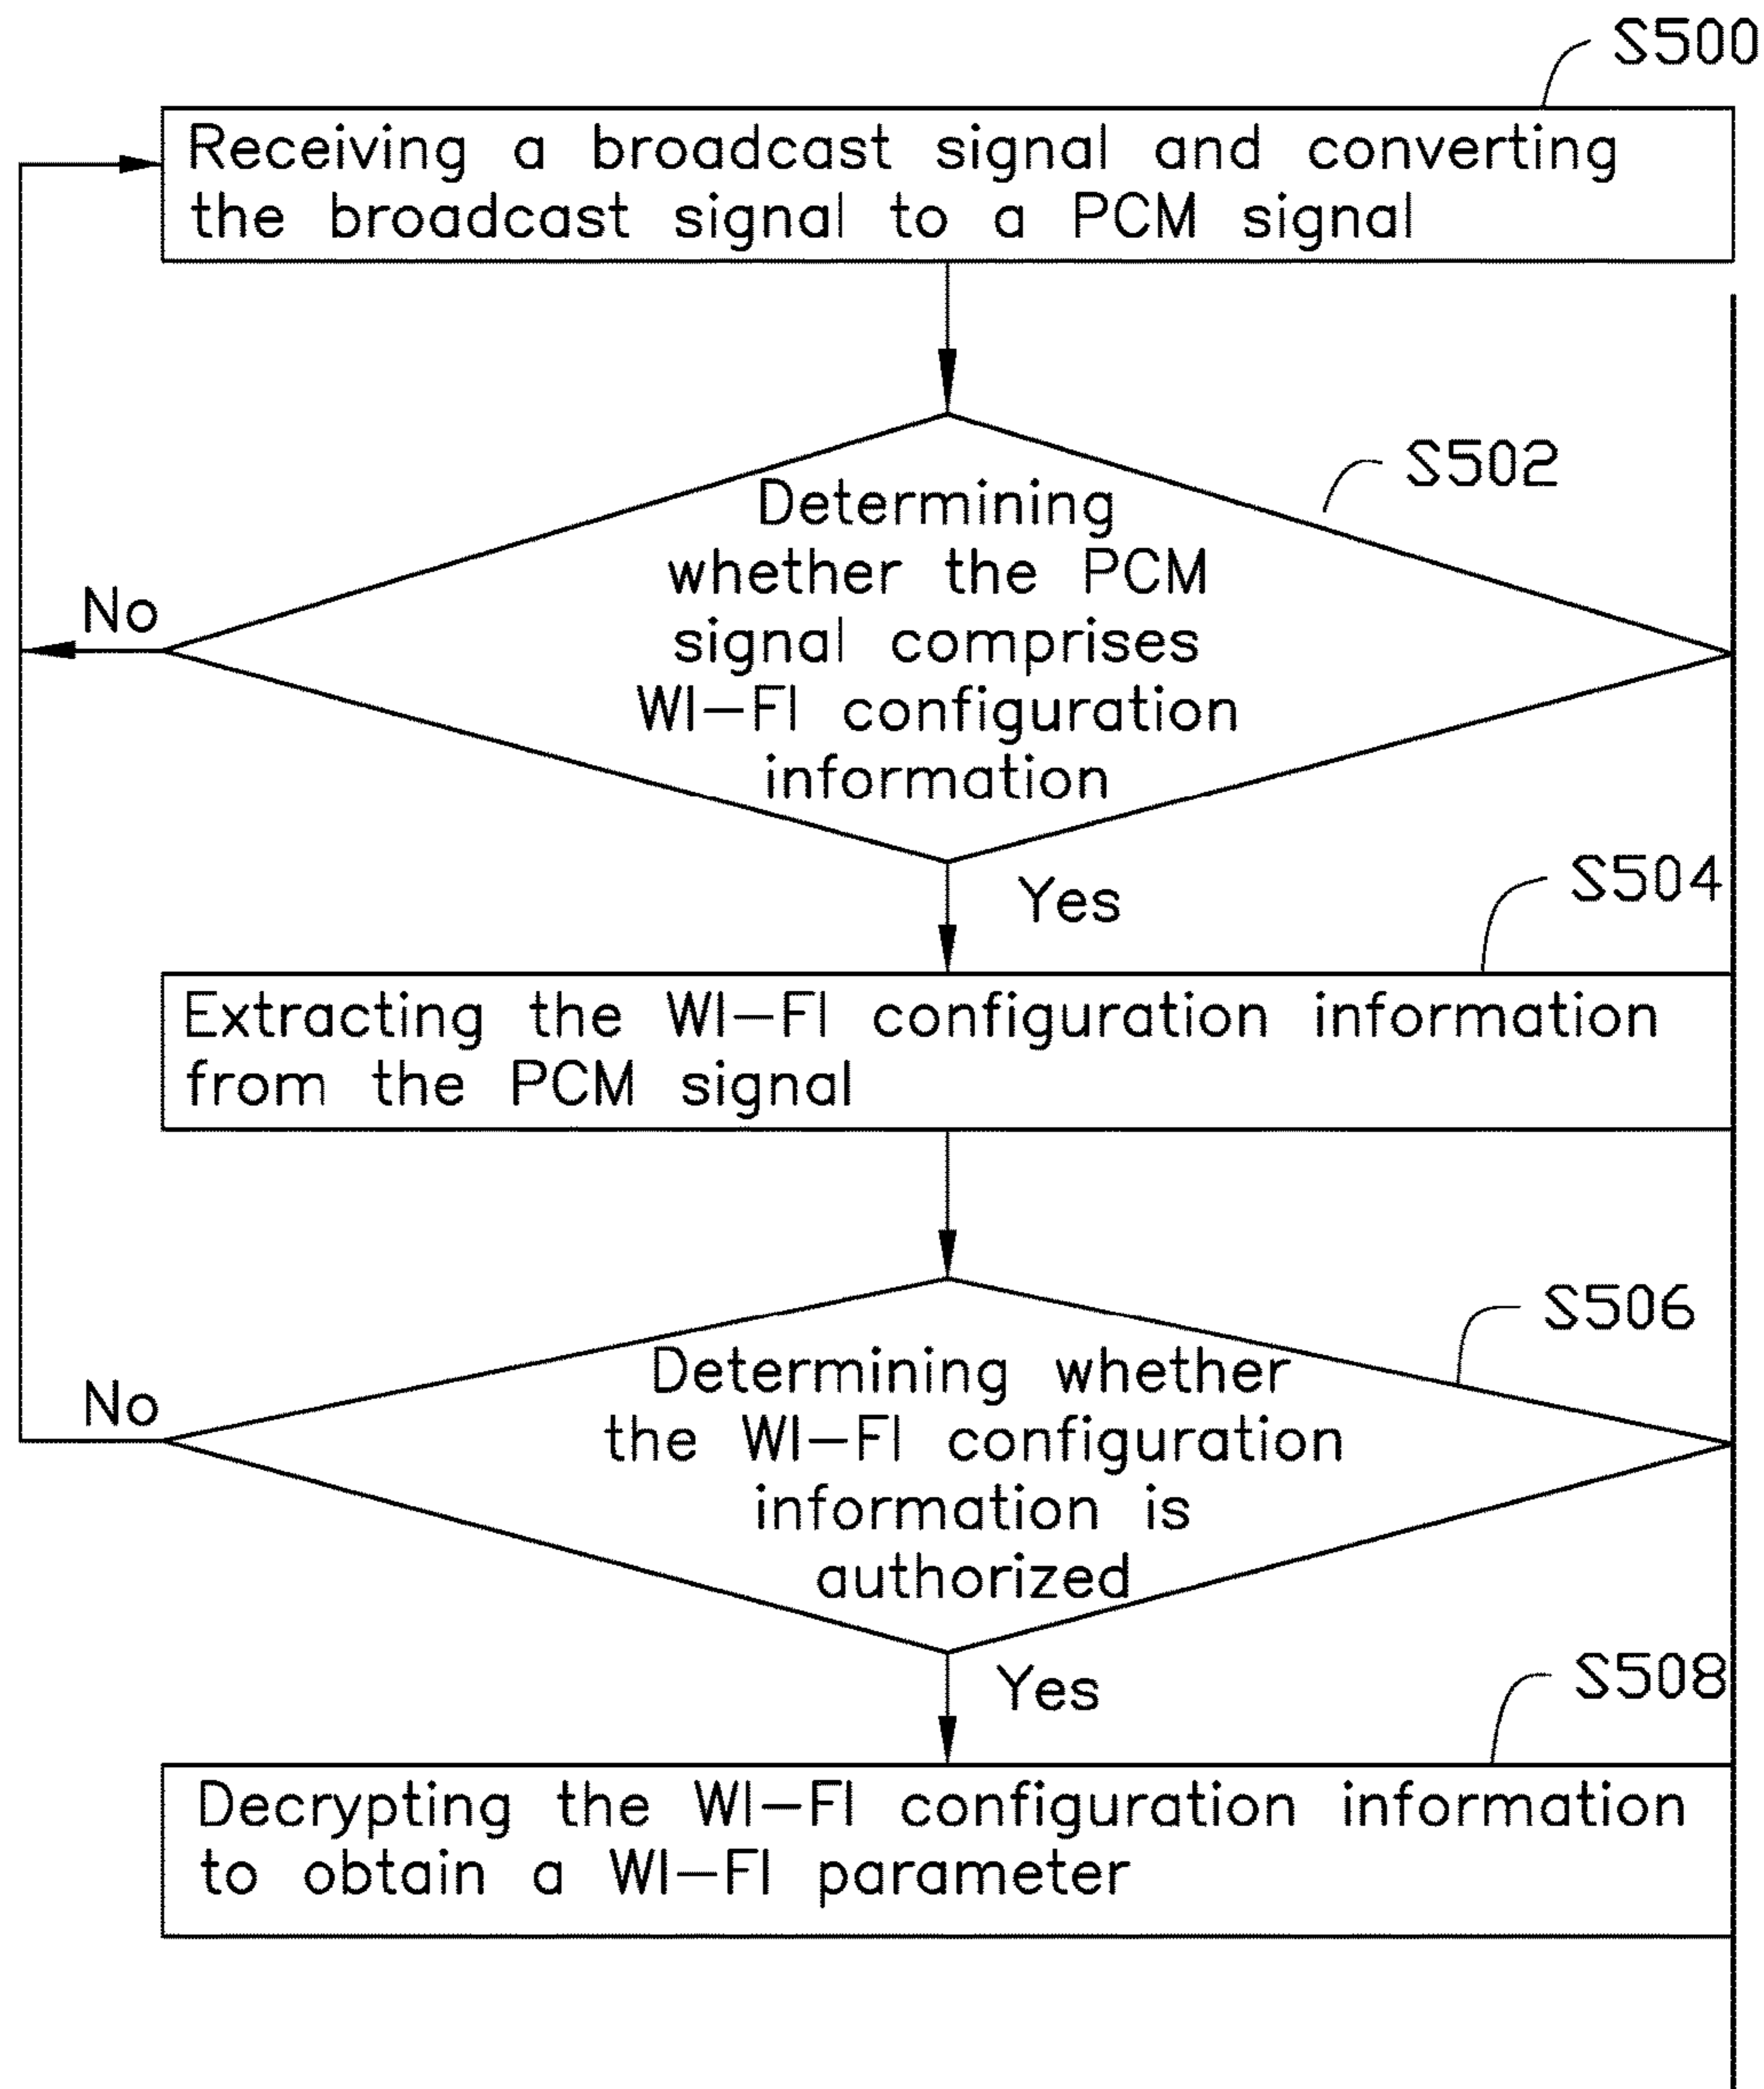 S500
Receiving a broadcast signal and converting
the broadcast signal to a PCM signal
S502
Determining
whether the PCM
signal comprises
WI-FI configuration
information
No
Yes
S504
Extracting the WI-FI configuration information
from the PCM signal
S506
Determining whether
the WI-FI configuration
information is
authorized
No
Yes
S508
Decrypting the WI-FI configuration information
to obtain a WI-FI parameter